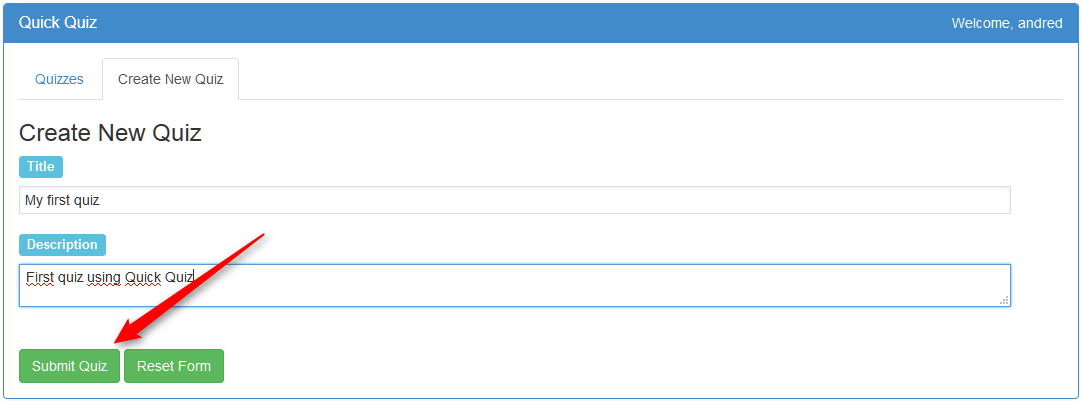 Quick Quiz Welcome, andred
Quizzes Create New Quiz
Create New Quiz
Title
My first quiz
Description
First quiz using Quick Quiz
Submit Quiz Reset Form